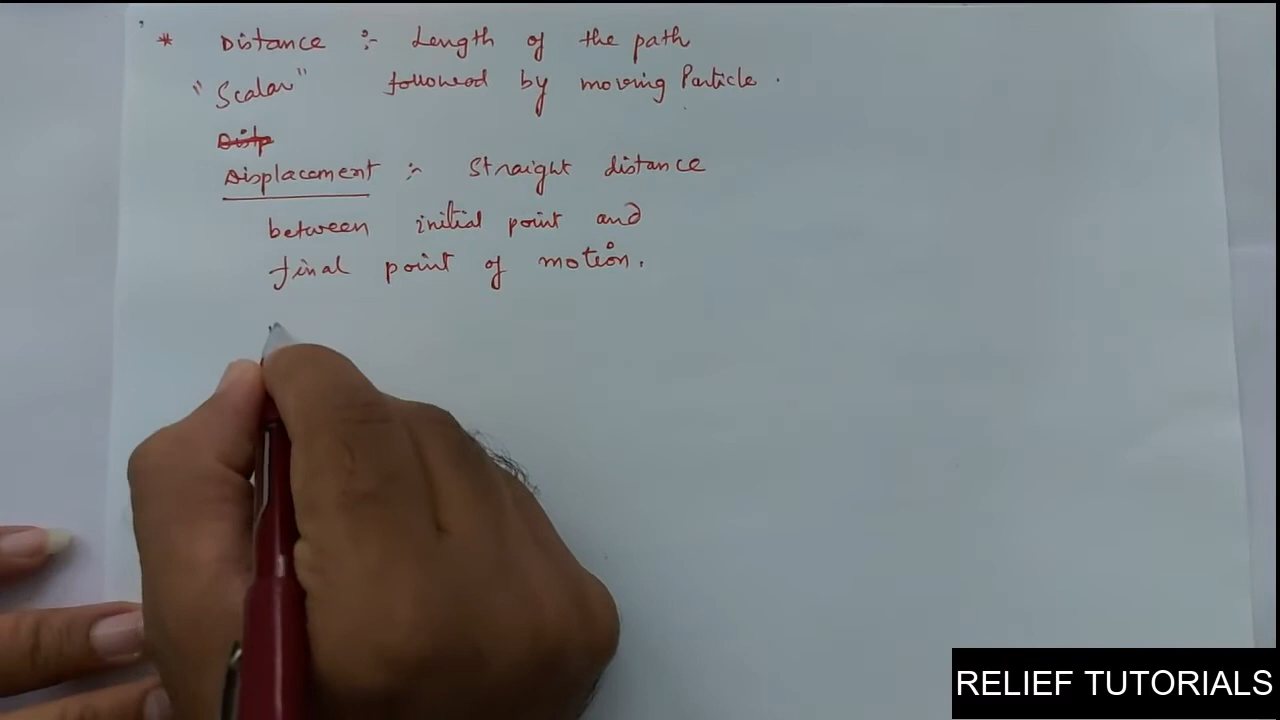 * Distance :- Length of the path
"Scalar" followed by moving Particle .
Disp
Displacement :- Straight distance
between initial point and
final point of motion.
RELIEF TUTORIALS